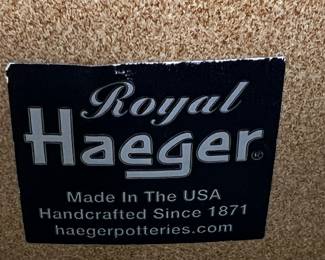 Royal
Haeger®
Made In The USA
Handcrafted Since 1871
haegerpotteries.com